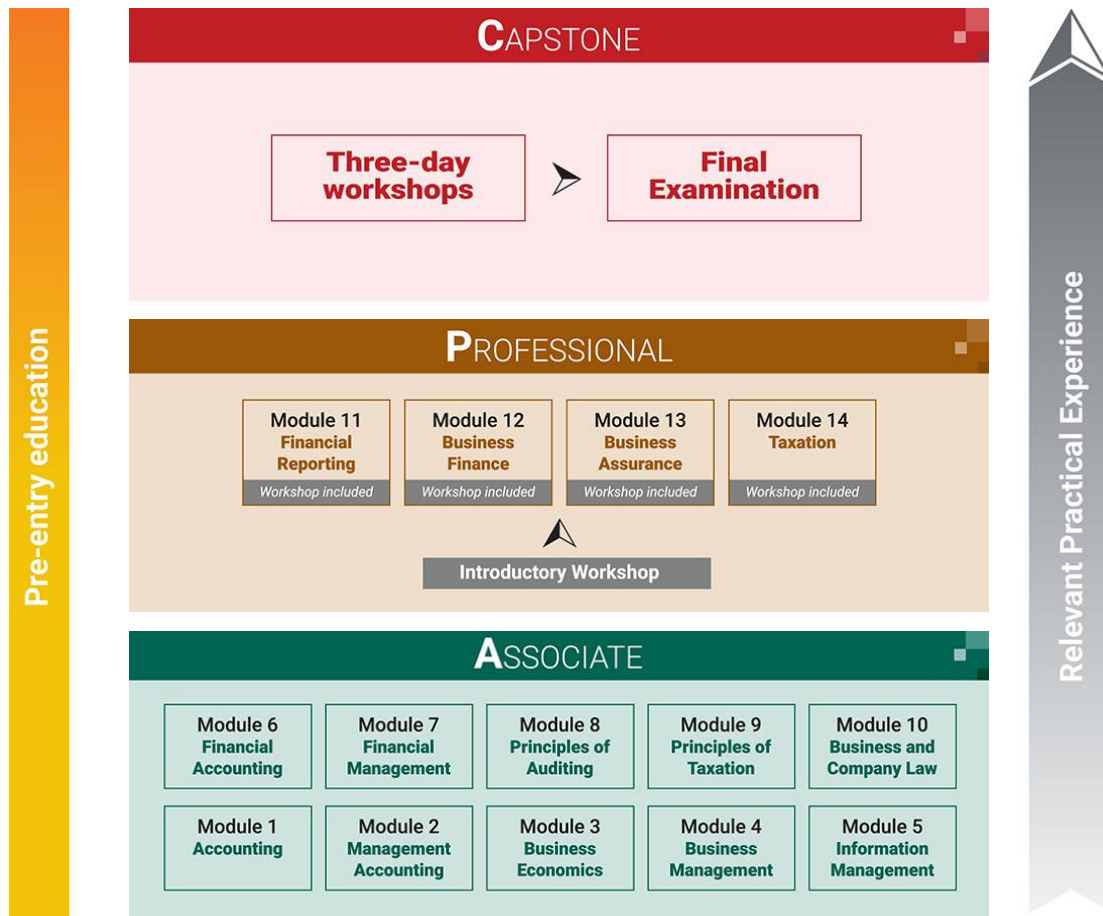 CAPSTONE
Three-day
workshops
Final
Examination
PROFESSIONAL
Module 11
Financial
Reporting
Workshop included
Module 12
Business
Finance
Workshop included
Module 13
Business
Assurance
Workshop included
Module 14
Taxation
Workshop included
Introductory Workshop
ASSOCIATE
Module 6
Financial
Accounting
Module 7
Financial
Management
Module 8
Principles of
Auditing
Module 9
Principles of
Taxation
Module 10
Business and
Company Law
Module 1
Accounting
Module 2
Management
Accounting
Module 3
Business
Economics
Module 4
Business
Management
Module 5
Information
Management
Pre-entry education
Relevant Practical Experience